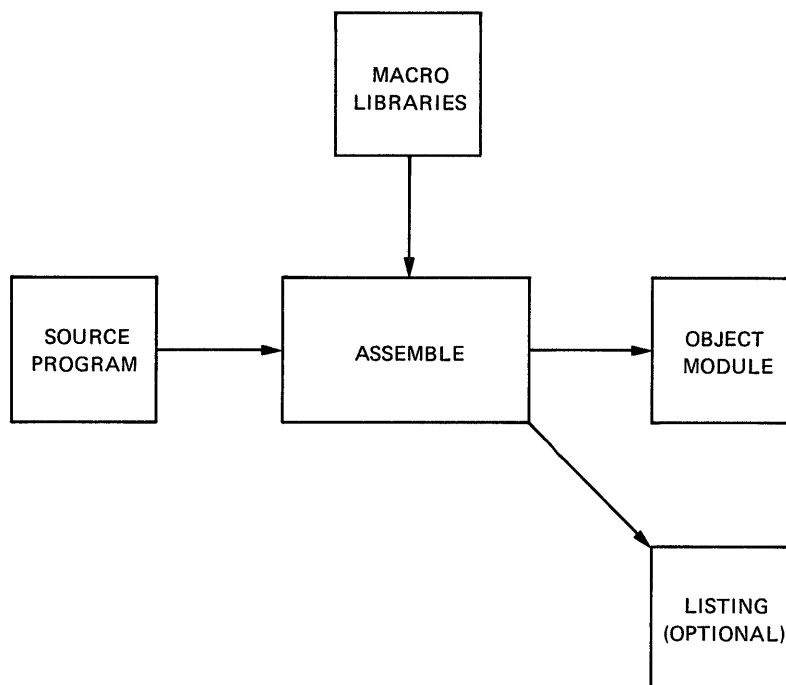 MACRO
LIBRARIES
SOURCE
PROGRAM
ASSEMBLE
OBJECT
MODULE
LISTING
(OPTIONAL)